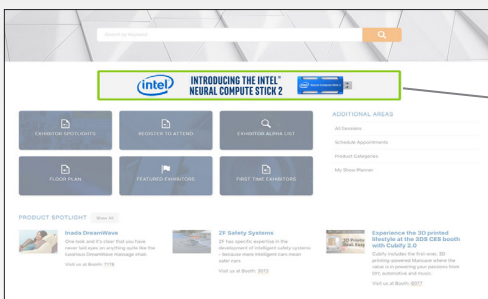 Search by Keyword
intel
INTRODUCING THE INTEL®
NEURAL COMPUTE STICK 2
EXHIBITOR SPOTLIGHTS
REGISTER TO ATTEND
EXHIBITOR ALPHA LIST
FLOOR PLAN
FEATURED EXHIBITORS
FIRST TIME EXHIBITORS
ADDITIONAL AREAS
All Sessions
Schedule Appointments
Product Categories
My Show Planner
PRODUCT SPOTLIGHT
Show All
Inada DreamWave
One look and it's clear that you have
never laid eyes on anything quite like the
luxurious DreamWave massage chair.
Visit us at Booth: 7178
ZF Safety Systems
ZF has specific expertise in the
development of intelligent safety systems
- because more intelligent cars mean
safer cars.
Visit us at Booth: 3013
Experience the 3D printed
lifestyle at the 3DS CES booth
with Cubify 2.0
Cubify includes the first-ever, 3D
printing-powered Mancave where the
value is in powering your passions from
DIY, automotive and music.
Visit us at Booth: 8077